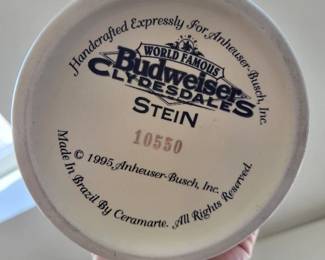 Handcrafted Expressly For Anheuser-Busch, Inc.
WORLD FAMOUS
Budweiser
CLYDESDALES
STEIN
10550
© 1995 Anheuser-Busch, Inc.
Made In Brazil By Ceramarte. All Rights Reserved.